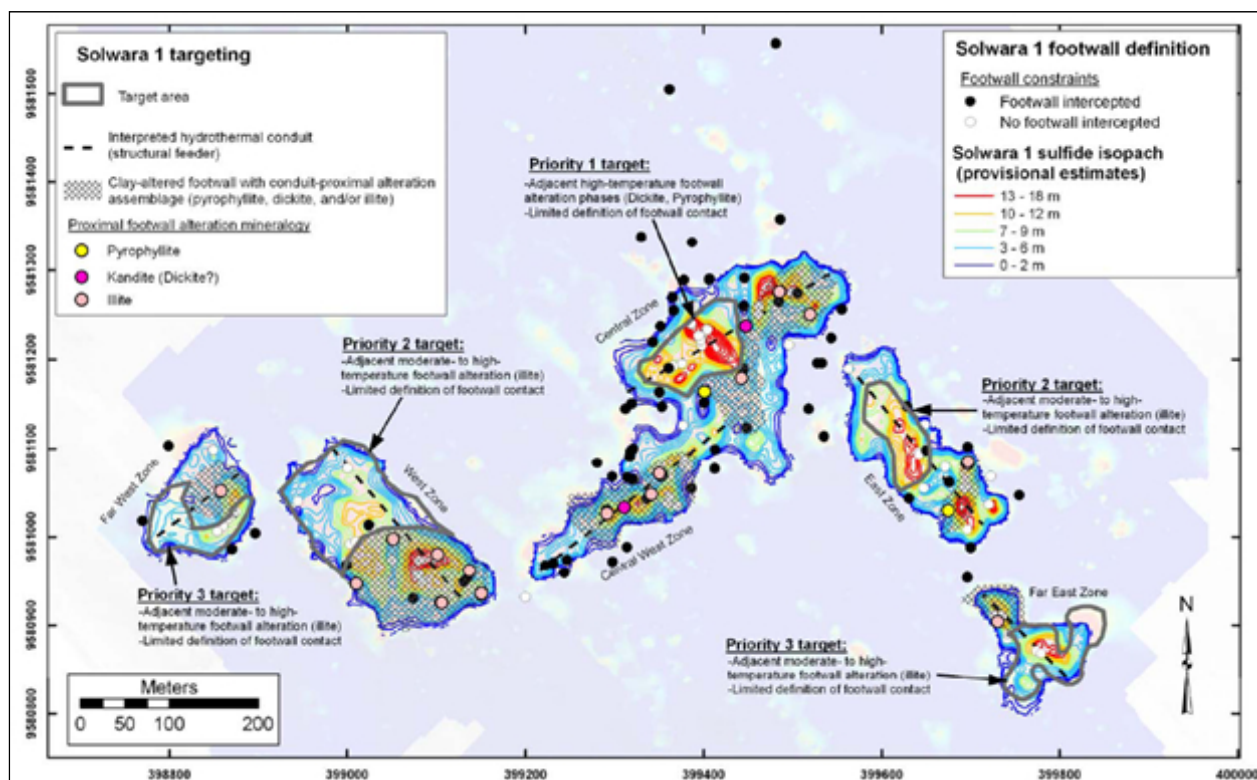 Solwara 1 targeting
Target area
Interpreted hydrothermal conduit
(structural feeder)
Clay-altered footwall with conduit-proximal alteration
assemblage (pyrophyllite, dickite, and/or illite)
Proximal footwall alteration mineralogy
Pyrophyllite
Kandite (Dickite?)
Illite
Solwara 1 footwall definition
Footwall constraints
Footwall intercepted
No footwall intercepted
Solwara 1 sulfide isopach
(provisional estimates)
13 - 18 m
10 - 12 m
7 - 9 m
3 - 6 m
0 - 2 m
Priority 1 target:
-Adjacent high-temperature footwall
alteration phases (Dickite, Pyrophyllite)
-Limited definition of footwall contact
Central Zone
Priority 2 target:
-Adjacent moderate- to high-
temperature footwall alteration (illite)
-Limited definition of footwall contact
Priority 2 target:
-Adjacent moderate- to high-
temperature footwall alteration (illite)
-Limited definition of footwall contact
Far West Zone
West Zone
East Zone
Central West Zone
Priority 3 target:
-Adjacent moderate- to high-
temperature footwall alteration (illite)
-Limited definition of footwall contact
Far East Zone
Priority 3 target:
-Adjacent moderate- to high-
temperature footwall alteration (illite)
-Limited definition of footwall contact
N
Meters
0 50 100 200
9581500
9581400
9581300
9581200
9581100
9581000
9580900
9580800
398800 399000 399200 399400 399600 399800 400000